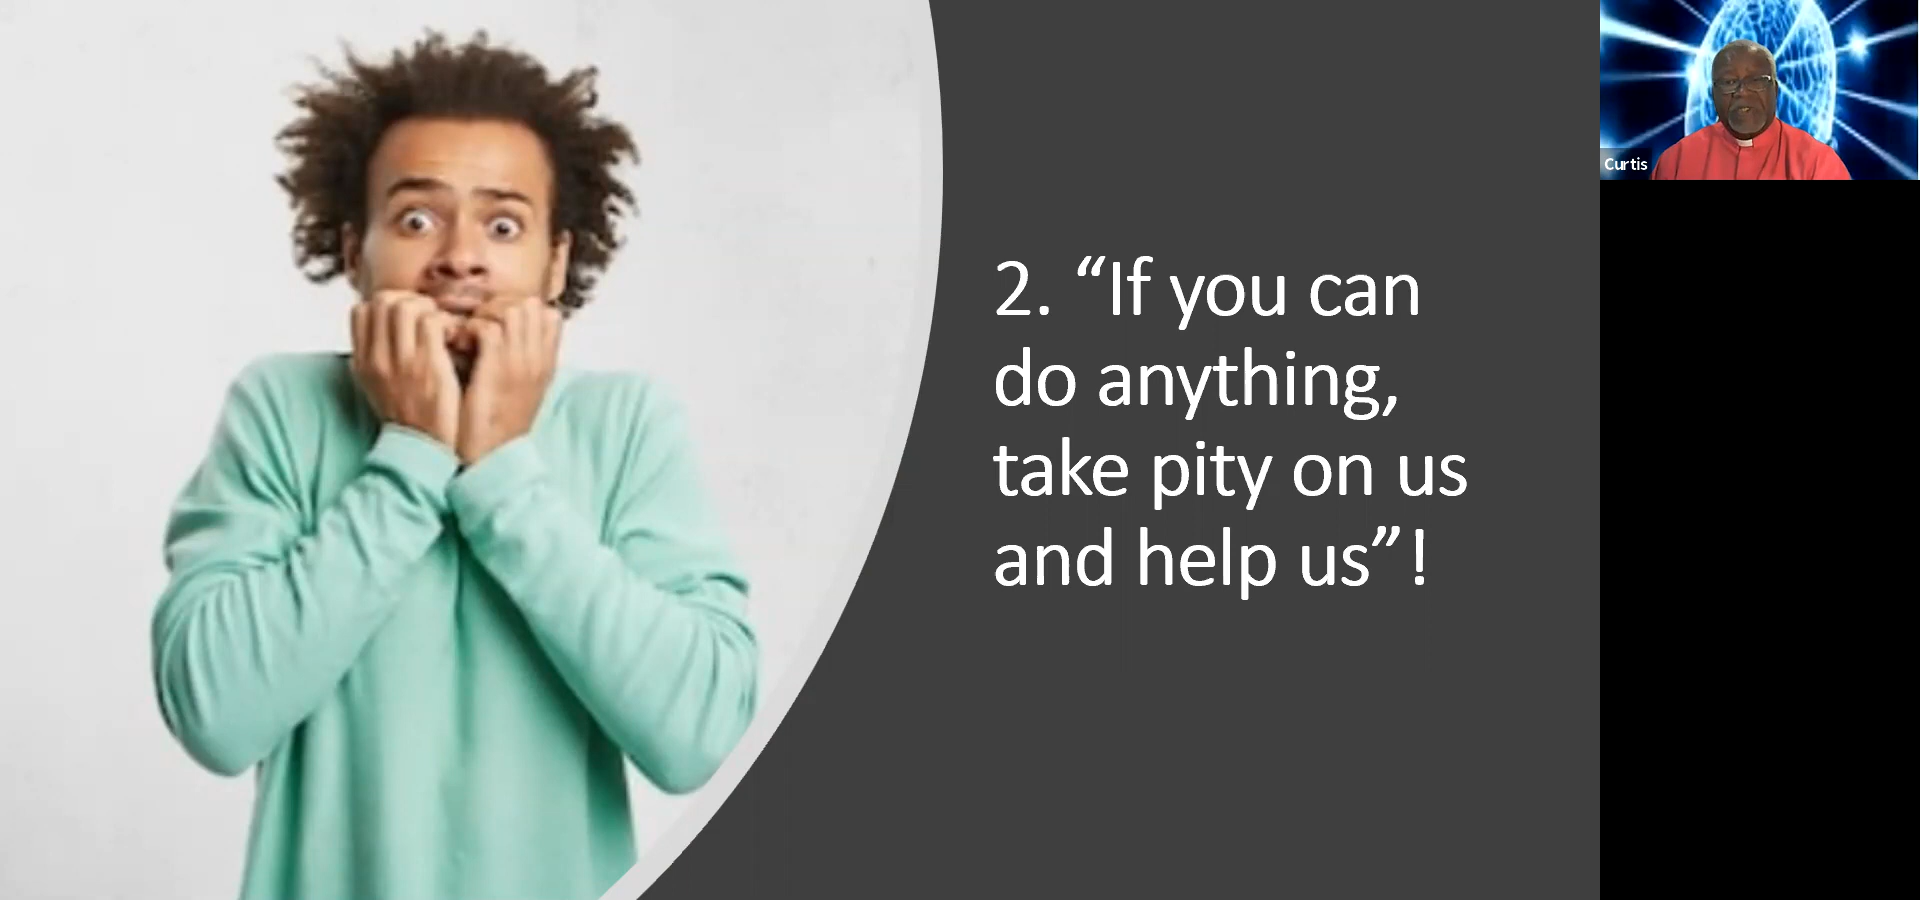 2. “If you can
do anything,
take pity on us
and help us”!
Curtis